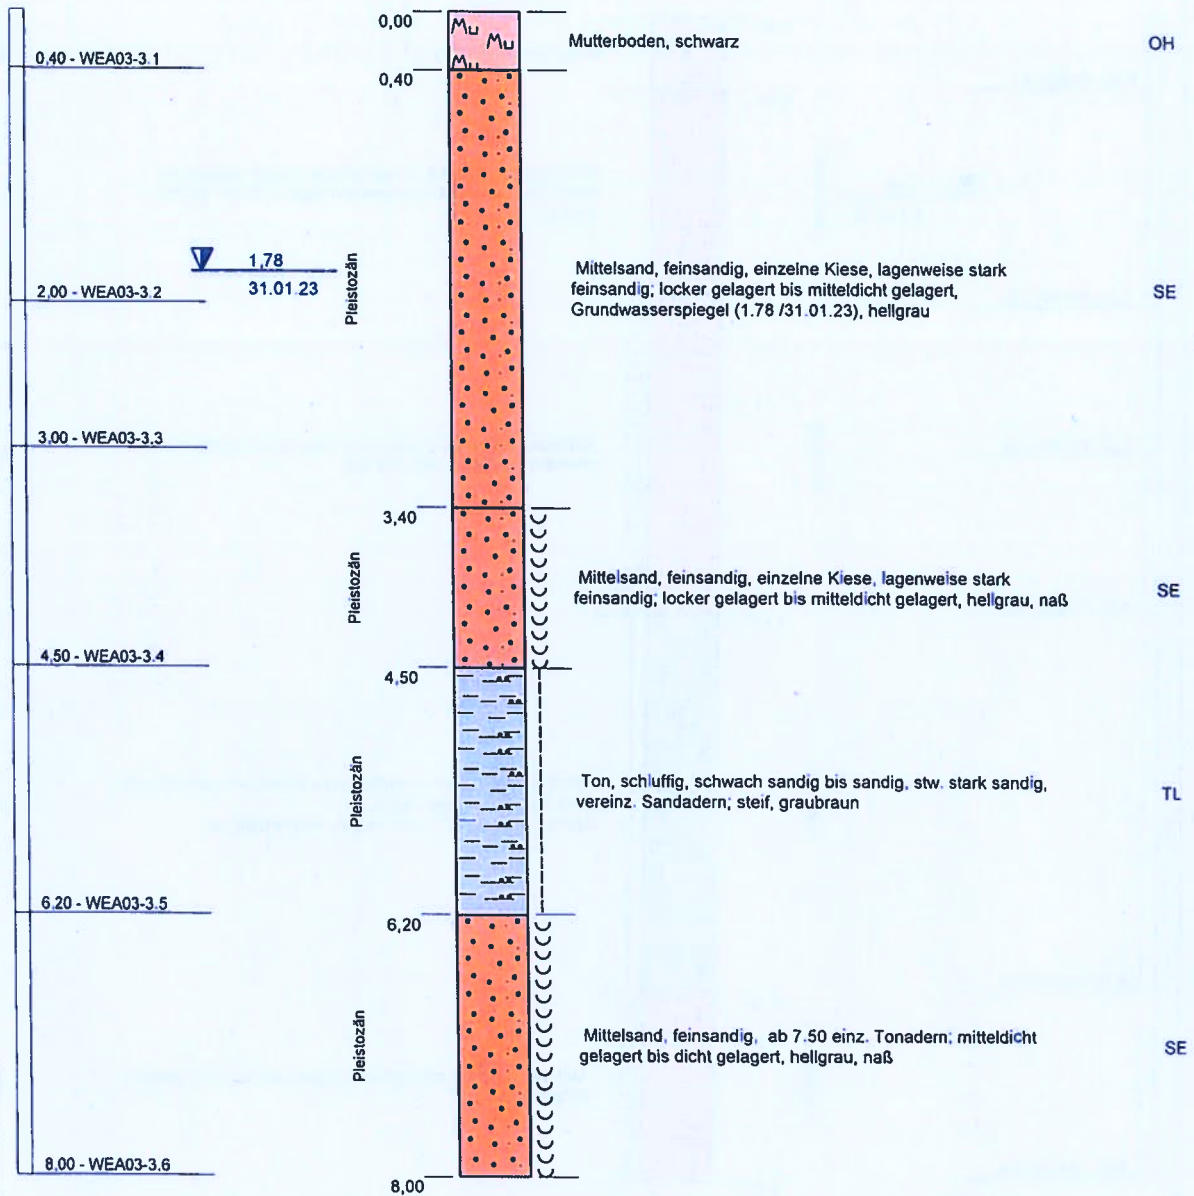 0,00
Mu
Mu
Mu
Mutterboden, schwarz
OH
0,40 - WEA03-3.1
0,40
1,78
31.01.23
2,00 - WEA03-3.2
Pleistozän
Mittelsand, feinsandig, einzelne Kiese, lagenweise stark
feinsandig; locker gelagert bis mitteldicht gelagert,
Grundwasserspiegel (1.78 /31.01.23), hellgrau
SE
3,00 - WEA03-3.3
3,40
Pleistozän
Mittelsand, feinsandig, einzelne Kiese, lagenweise stark
feinsandig; locker gelagert bis mitteldicht gelagert, hellgrau, naß
SE
4,50 - WEA03-3.4
4,50
Pleistozän
Ton, schluffig, schwach sandig bis sandig, stw. stark sandig,
vereinz. Sandadern; steif, graubraun
TL
6,20 - WEA03-3.5
6,20
Pleistozän
Mittelsand, feinsandig, ab 7.50 einz. Tonadern; mitteldicht
gelagert bis dicht gelagert, hellgrau, naß
SE
8,00 - WEA03-3.6
8,00